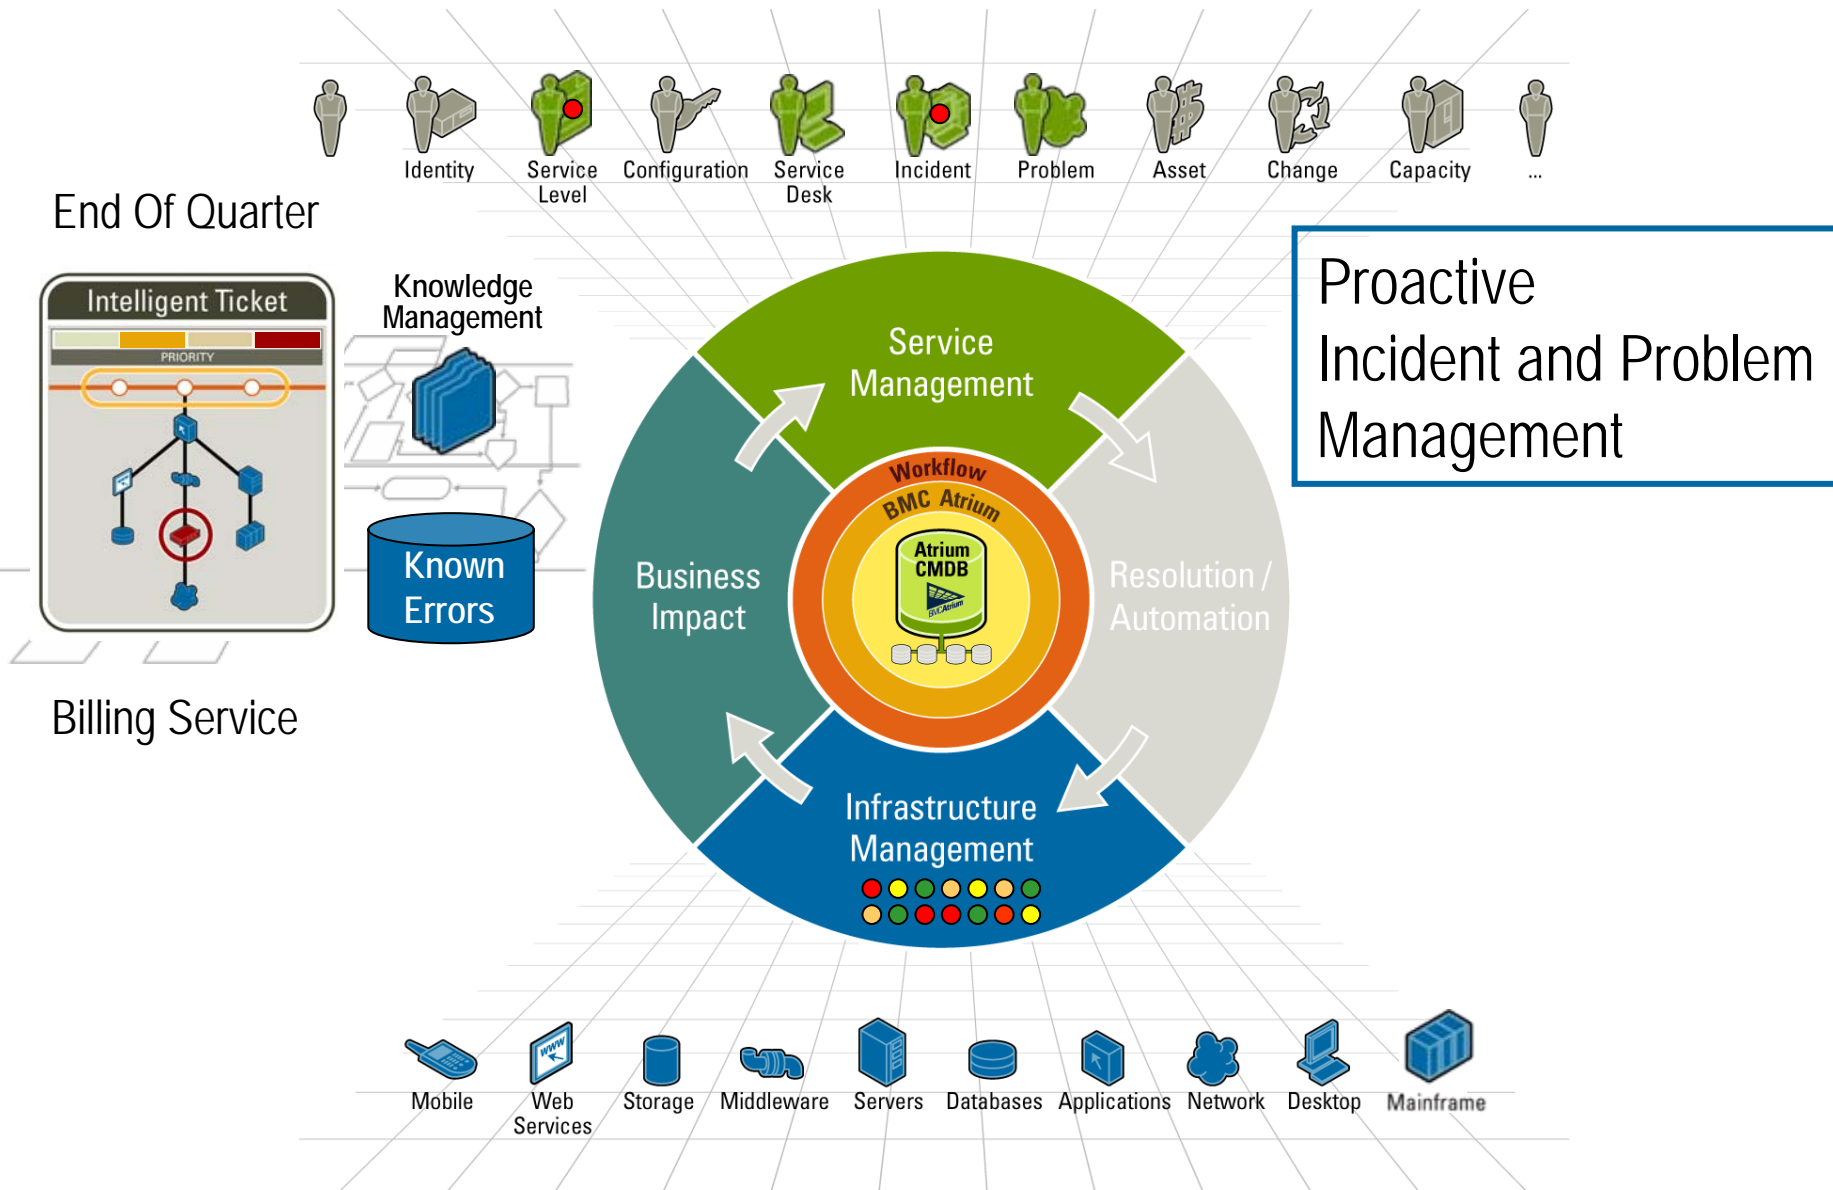 Identity
Service
Level
Configuration
Service
Desk
Incident
Problem
Asset
Change
Capacity
...
End Of Quarter
Intelligent Ticket
PRIORITY
Knowledge
Management
Known
Errors
Billing Service
Proactive
Incident and Problem
Management
Service
Management
Workflow
BMC Atrium
Atrium
CMDB
BMCAtrium
Business
Impact
Resolution /
Automation
Infrastructure
Management
Mobile
WWW
Web
Services
Storage
Middleware
Servers
Databases
Applications
Network
Desktop
Mainframe